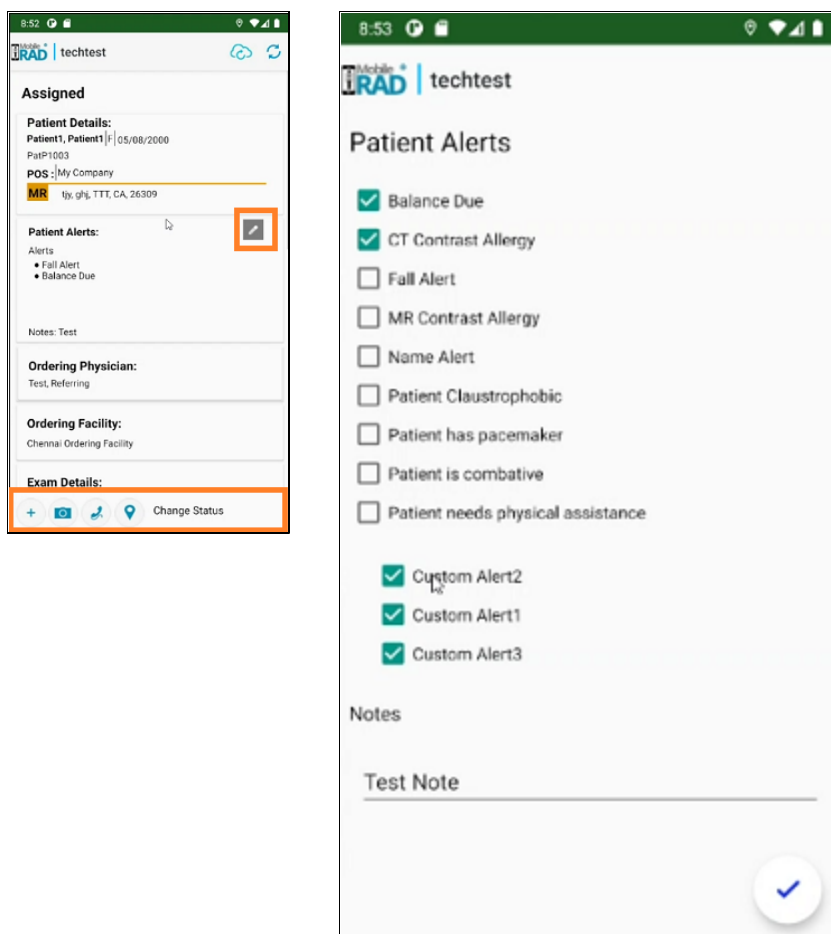 8:52
Mobile
iRAD | techtest
Assigned
Patient Details:
Patient1, Patient1 F 05/08/2000
PatP1003
POS : My Company
MR tjy, ghj, TTT, CA, 26309
Patient Alerts:
Alerts
• Fall Alert
• Balance Due
Notes: Test
Ordering Physician:
Test, Referring
Ordering Facility:
Chennai Ordering Facility
Exam Details:
+ Change Status
8:53
Mobile
iRAD | techtest
Patient Alerts
Balance Due
CT Contrast Allergy
Fall Alert
MR Contrast Allergy
Name Alert
Patient Claustrophobic
Patient has pacemaker
Patient is combative
Patient needs physical assistance
Custom Alert2
Custom Alert1
Custom Alert3
Notes
Test Note